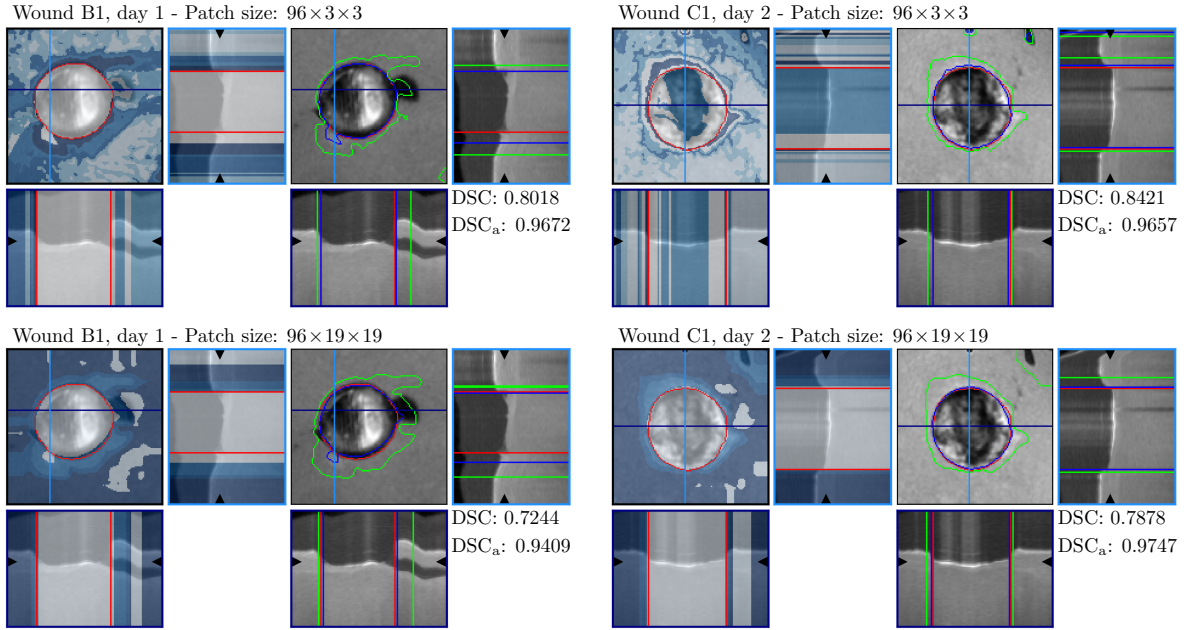 Wound B1, day 1 - Patch size: 96×3×3
DSC: 0.8018
DSCₐ: 0.9672
Wound C1, day 2 - Patch size: 96×3×3
DSC: 0.8421
DSCₐ: 0.9657
Wound B1, day 1 - Patch size: 96×19×19
DSC: 0.7244
DSCₐ: 0.9409
Wound C1, day 2 - Patch size: 96×19×19
DSC: 0.7878
DSCₐ: 0.9747